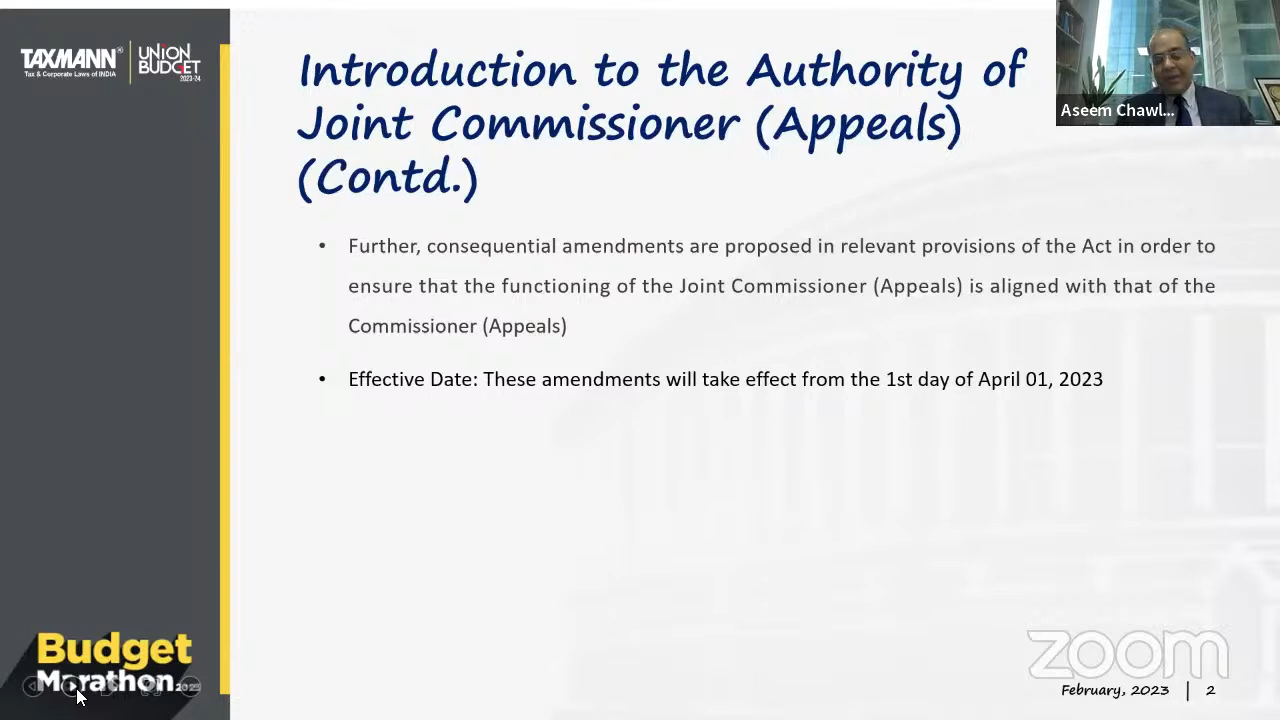 TAXMANN®
Tax & Corporate Laws of INDIA
UNION
BUDGET
2023-24
Introduction to the Authority of
Joint Commissioner (Appeals)
(Contd.)
Aseem Chawl...
• Further, consequential amendments are proposed in relevant provisions of the Act in order to
ensure that the functioning of the Joint Commissioner (Appeals) is aligned with that of the
Commissioner (Appeals)
• Effective Date: These amendments will take effect from the 1st day of April 01, 2023
Budget
Marathon 2023
zoom
February, 2023 | 2